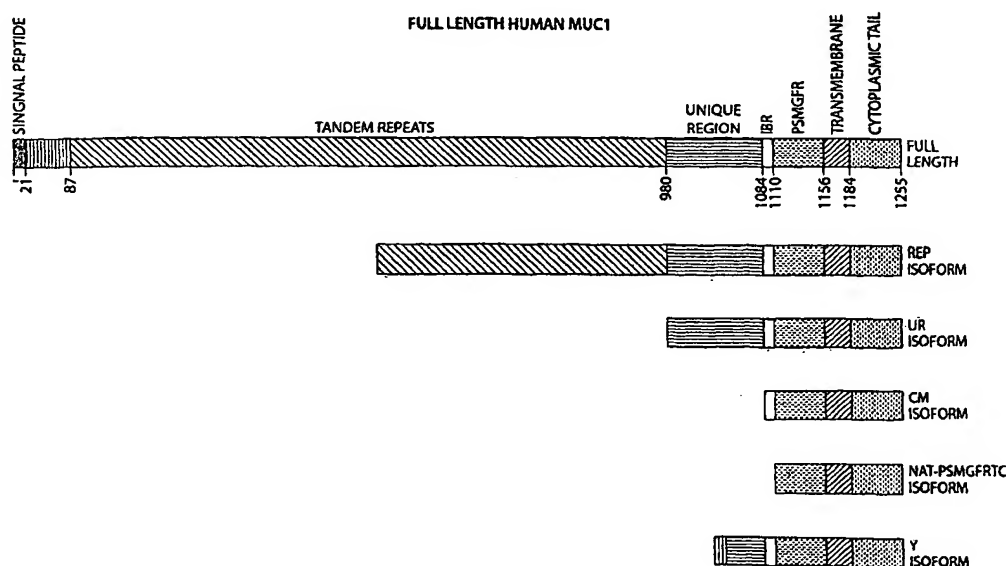 FULL LENGTH HUMAN MUC1
SINGNAL PEPTIDE
TANDEM REPEATS
UNIQUE
REGION
IBR
PSMGFR
TRANSMEMBRANE
CYTOPLASMIC TAIL
FULL
LENGTH
1
21
87
980
1084
1110
1156
1184
1255
REP
ISOFORM
UR
ISOFORM
CM
ISOFORM
NAT-PSMGFRTC
ISOFORM
Y
ISOFORM